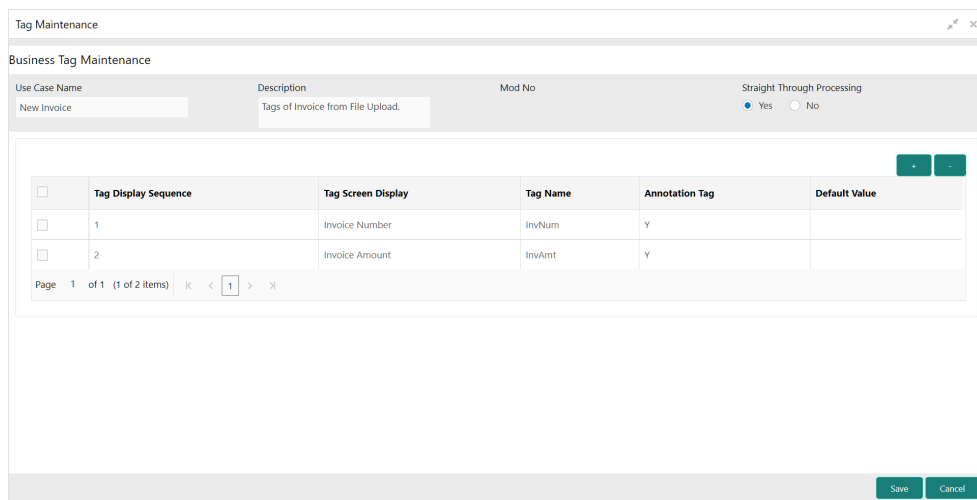 Tag Maintenance
Business Tag Maintenance
Use Case Name Description Mod No Straight Through Processing
New Invoice Tags of Invoice from File Upload. Yes No
+ -
Tag Display Sequence Tag Screen Display Tag Name Annotation Tag Default Value
1 Invoice Number InvNum Y
2 Invoice Amount InvAmt Y
Page 1 of 1 (1 of 2 items) 1
Save Cancel